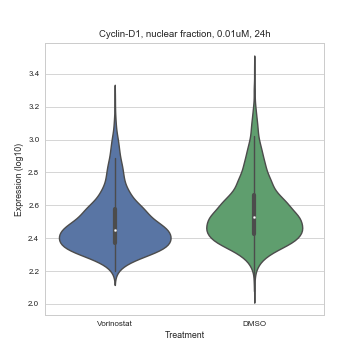 Cyclin-D1, nuclear fraction, 0.01uM, 24h
3.4
3.2
3.0
2.8
2.6
2.4
2.2
2.0
Expression (log10)
Vorinostat DMSO
Treatment